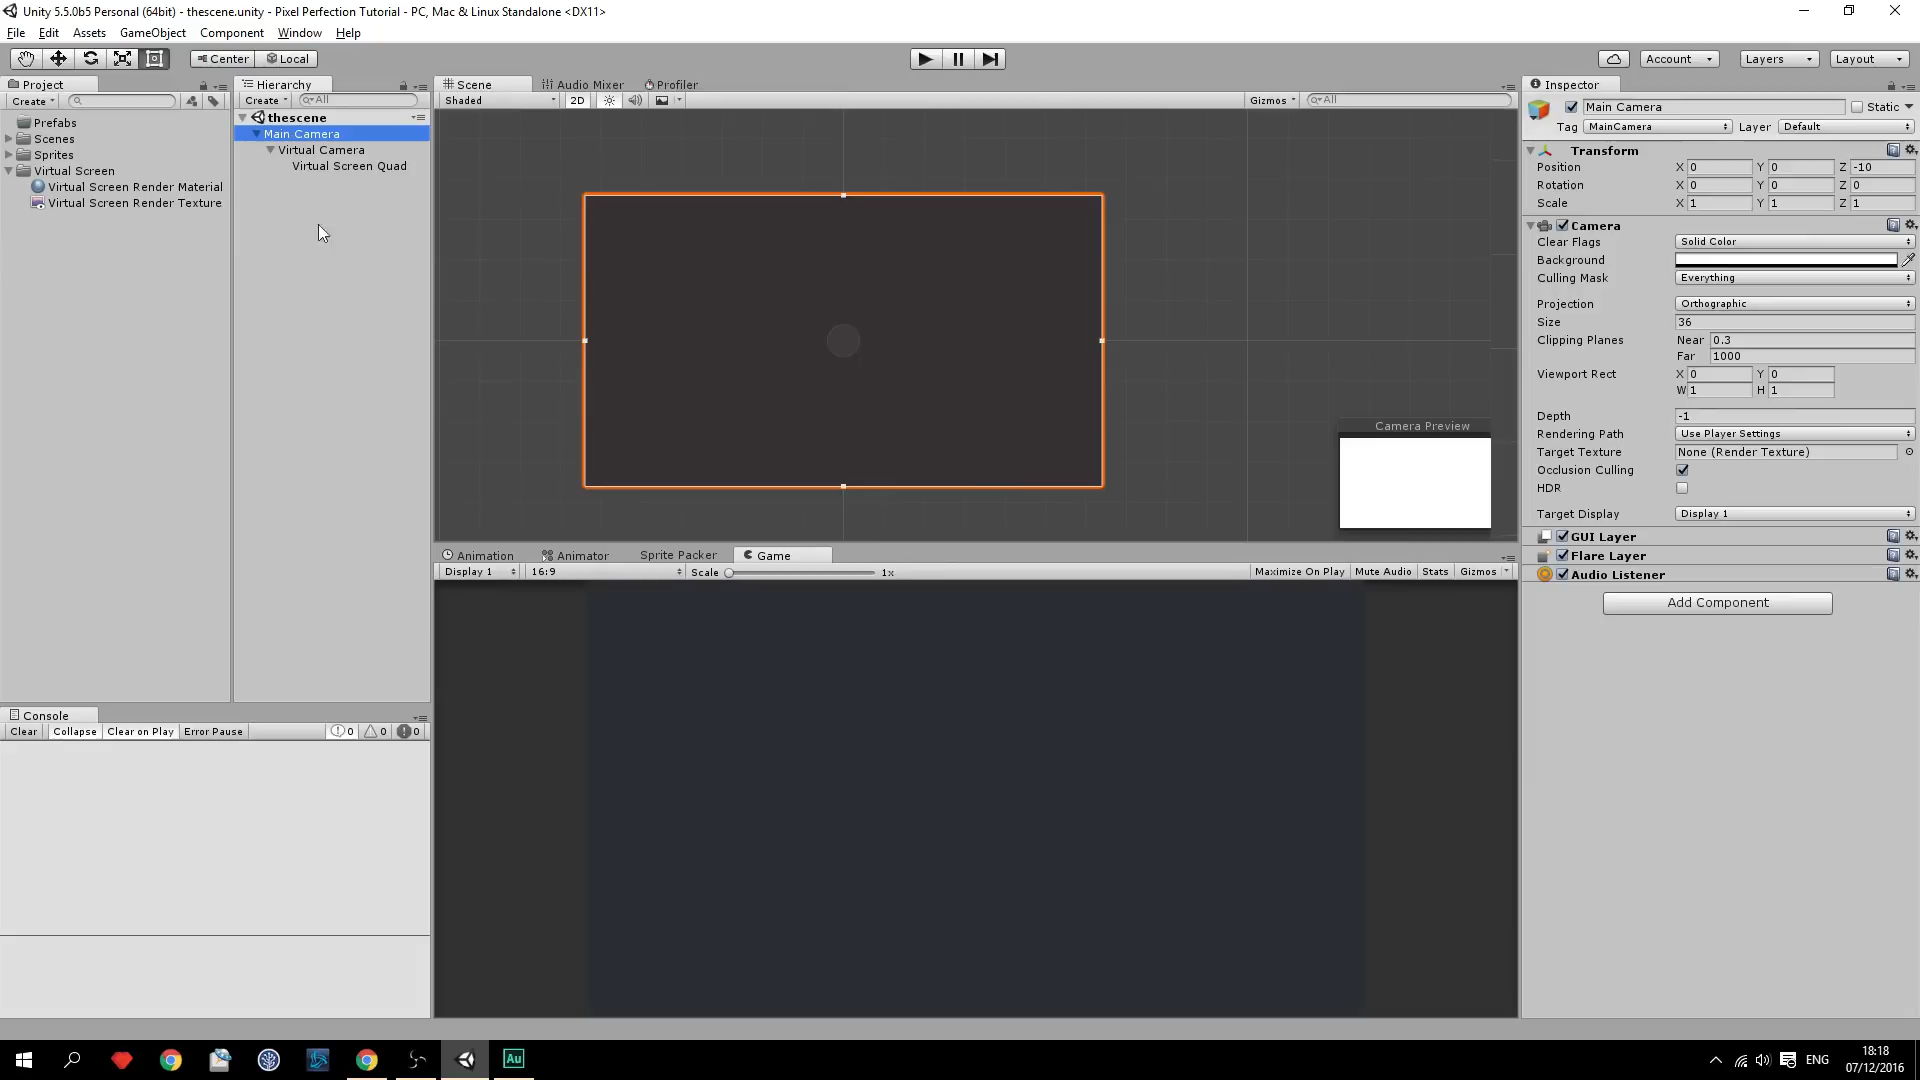 Unity 5.5.0b5 Personal (64bit) - thescene.unity - Pixel Perfection Tutorial - PC, Mac & Linux Standalone <DX11>
File Edit Assets GameObject Component Window Help
Center Local Account Layers Layout
Project Hierarchy Scene Audio Mixer Profiler Inspector
Create Create All Shaded 2D Gizmos All
Main Camera Static
Tag MainCamera Layer Default
Prefabs
Scenes
Sprites
Virtual Screen
Virtual Screen Render Material
Virtual Screen Render Texture
thescene
Main Camera
Virtual Camera
Virtual Screen Quad
Camera Preview
Transform
Position X 0 Y 0 Z -10
Rotation X 0 Y 0 Z 0
Scale X 1 Y 1 Z 1
Camera
Clear Flags Solid Color
Background
Culling Mask Everything
Projection Orthographic
Size 36
Clipping Planes Near 0.3
Far 1000
Viewport Rect X 0 Y 0
W 1 H 1
Depth -1
Rendering Path Use Player Settings
Target Texture None (Render Texture)
Occlusion Culling
HDR
Target Display Display 1
GUI Layer
Flare Layer
Audio Listener
Add Component
Animation Animator Sprite Packer Game
Display 1 16:9 Scale 1x Maximize On Play Mute Audio Stats Gizmos
Console
Clear Collapse Clear on Play Error Pause 0 0 0
Au
ENG
18:18
07/12/2016